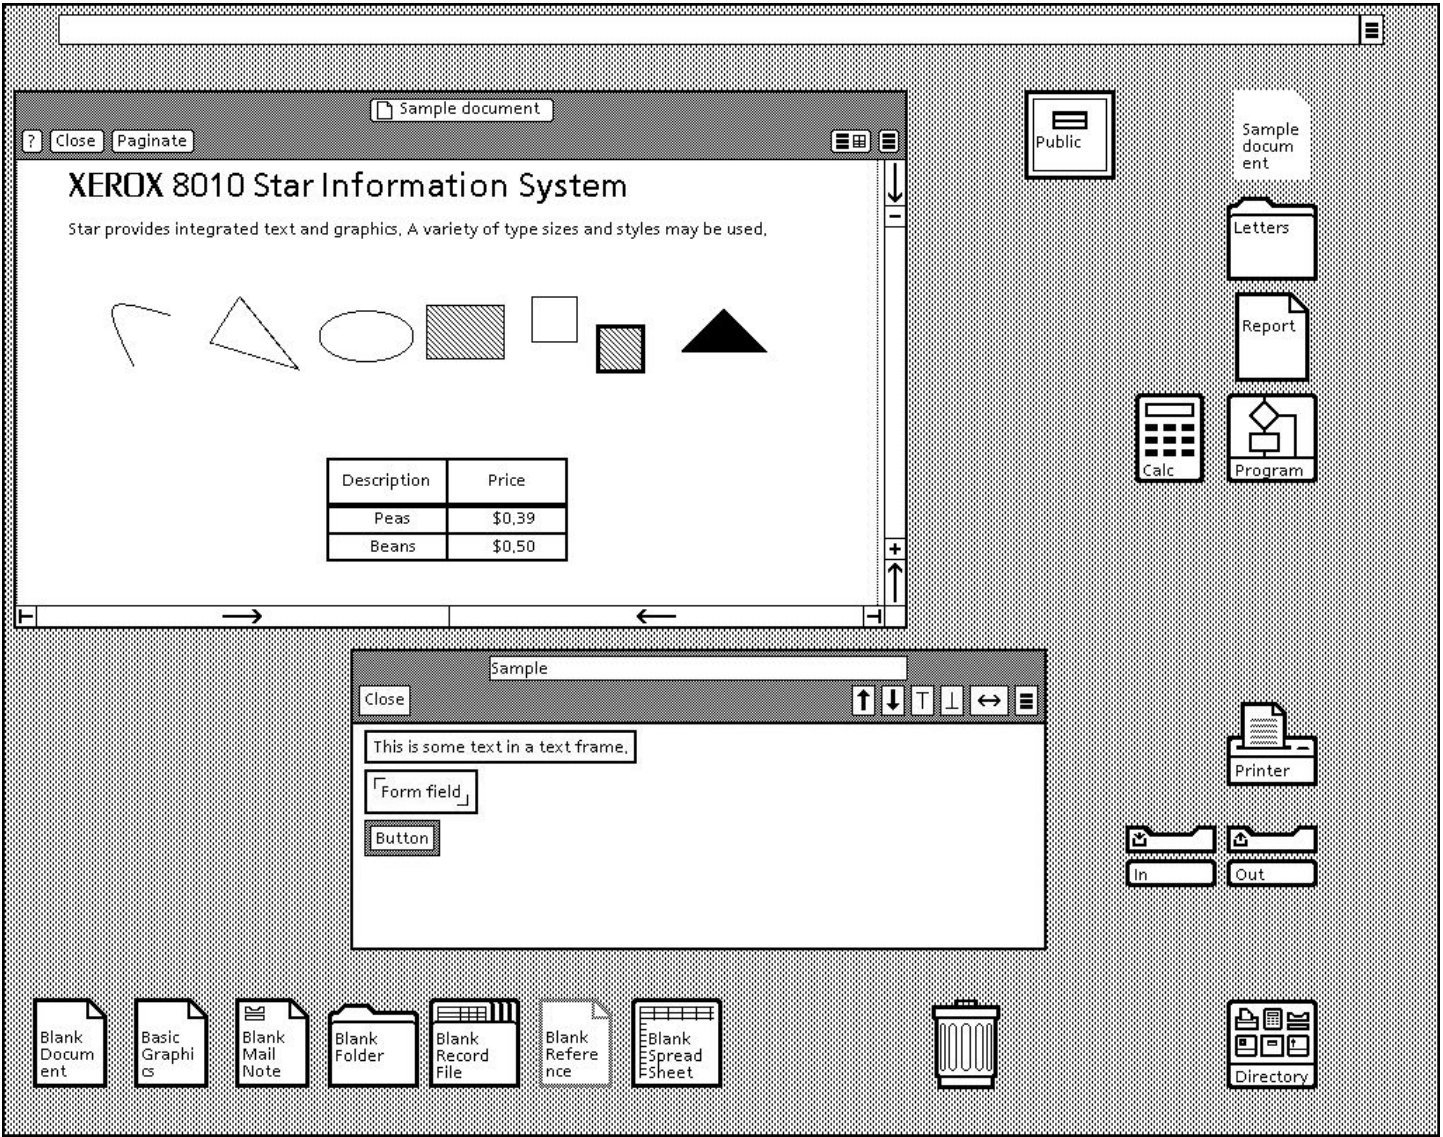 Sample document
? Close Paginate
XEROX 8010 Star Information System
Star provides integrated text and graphics. A variety of type sizes and styles may be used.
Description Price
Peas $0.39
Beans $0.50
Public
Sample
docum
ent
Letters
Report
Calc
Program
Sample
Close
This is some text in a text frame.
Form field
Button
Printer
In
Out
Blank
Docum
ent
Basic
Graphi
cs
Blank
Mail
Note
Blank
Folder
Blank
Record
File
Blank
Refere
nce
Blank
Spread
Sheet
Directory